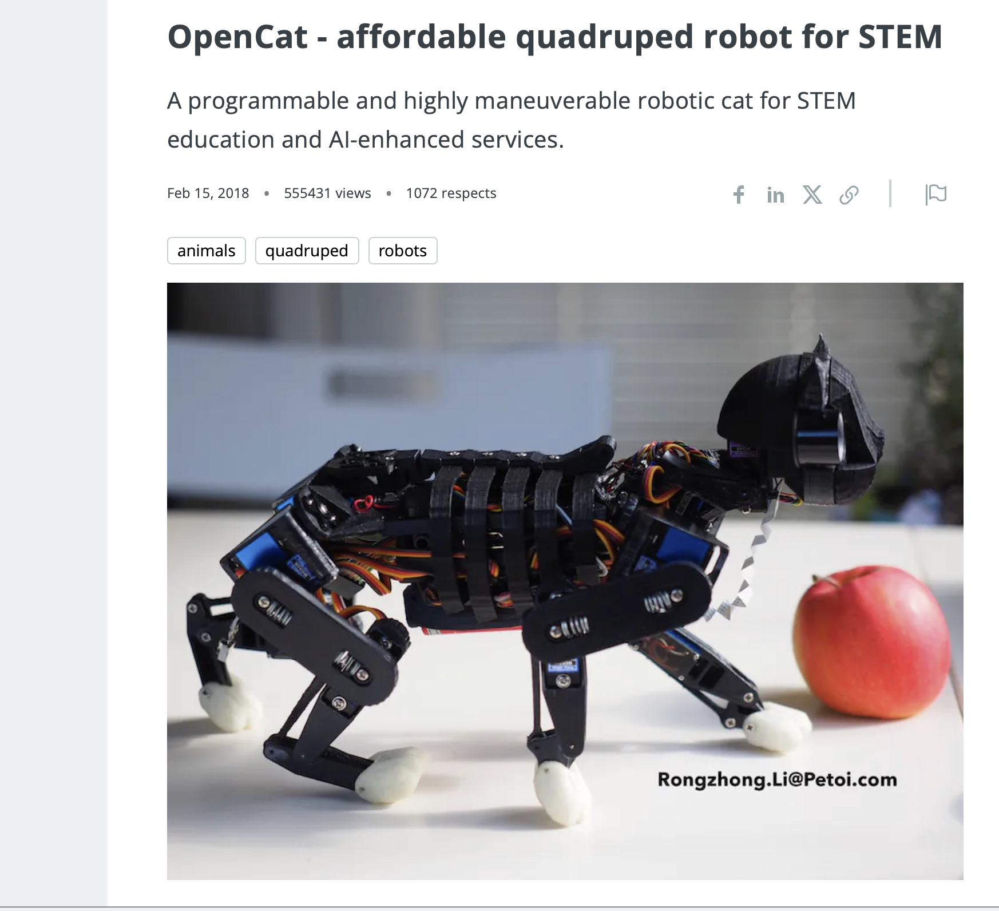 OpenCat - affordable quadruped robot for STEM
A programmable and highly maneuverable robotic cat for STEM
education and AI-enhanced services.
Feb 15, 2018 • 555431 views • 1072 respects
animals quadruped robots
Rongzhong.Li@Petoi.com